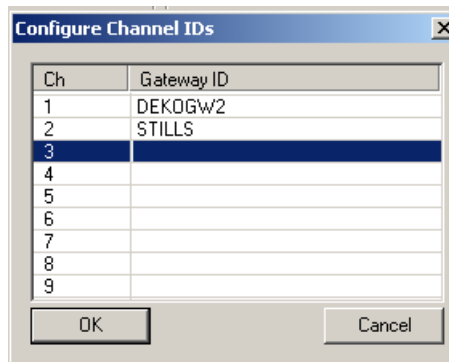 Configure Channel IDs
Ch Gateway ID
1 DEKOGW2
2 STILLS
3
4
5
6
7
8
9
OK Cancel